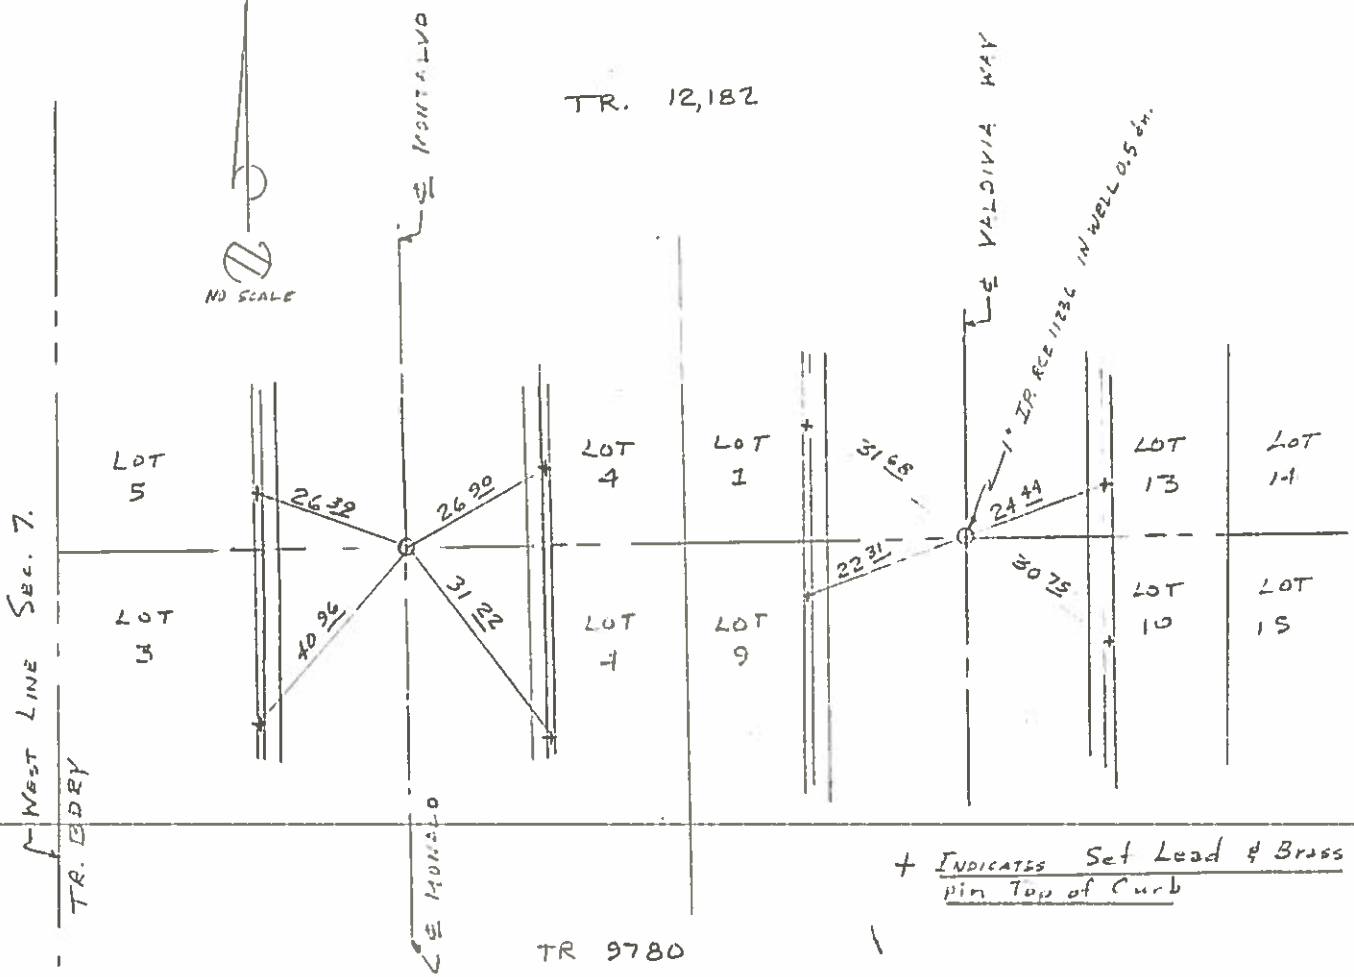 TR. 12,182
℄ MONTALVO
℄ VALDIVIA WAY
1" I.P. RCE 11236 IN WELL 0.5 dn.
NO SCALE
LOT
5
26 39
26 90
LOT
4
LOT
1
31 68
24 44
LOT
13
LOT
14
WEST LINE SEC. 7.
LOT
3
40 96
31 22
LOT
4
LOT
9
22 31
30 75
LOT
10
LOT
15
TR. BDRY
℄ MONACO
+ INDICATES Set Lead & Brass
pin Top of Curb
TR 9780